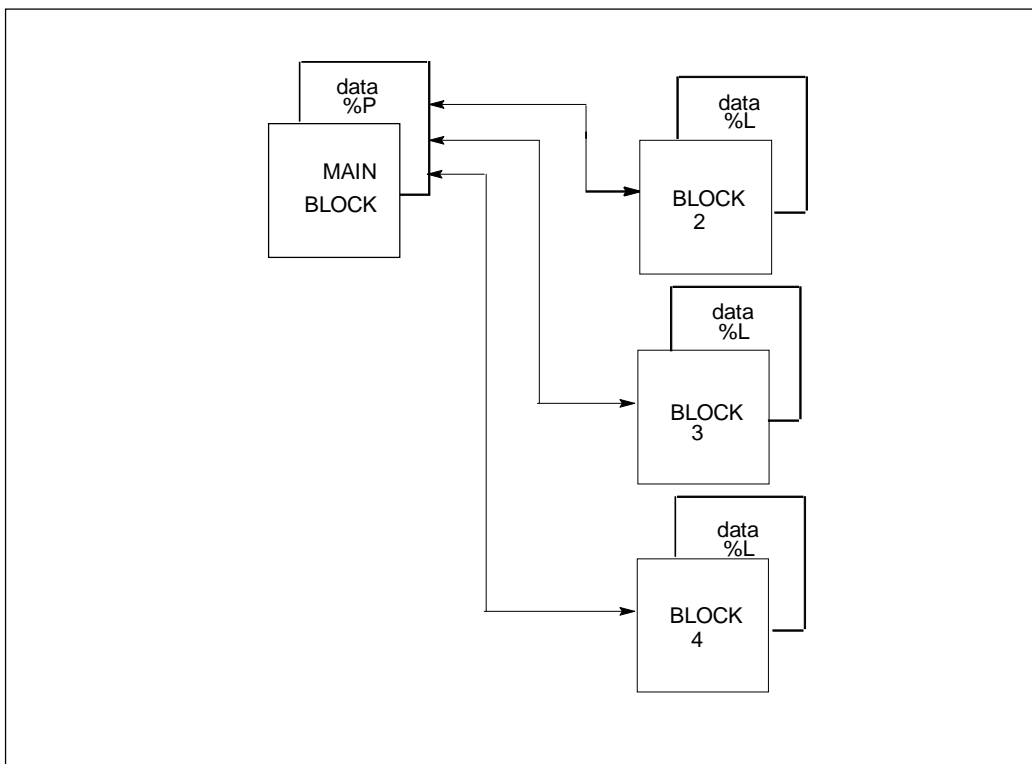 data
%P
MAIN
BLOCK
data
%L
BLOCK
2
data
%L
BLOCK
3
data
%L
BLOCK
4